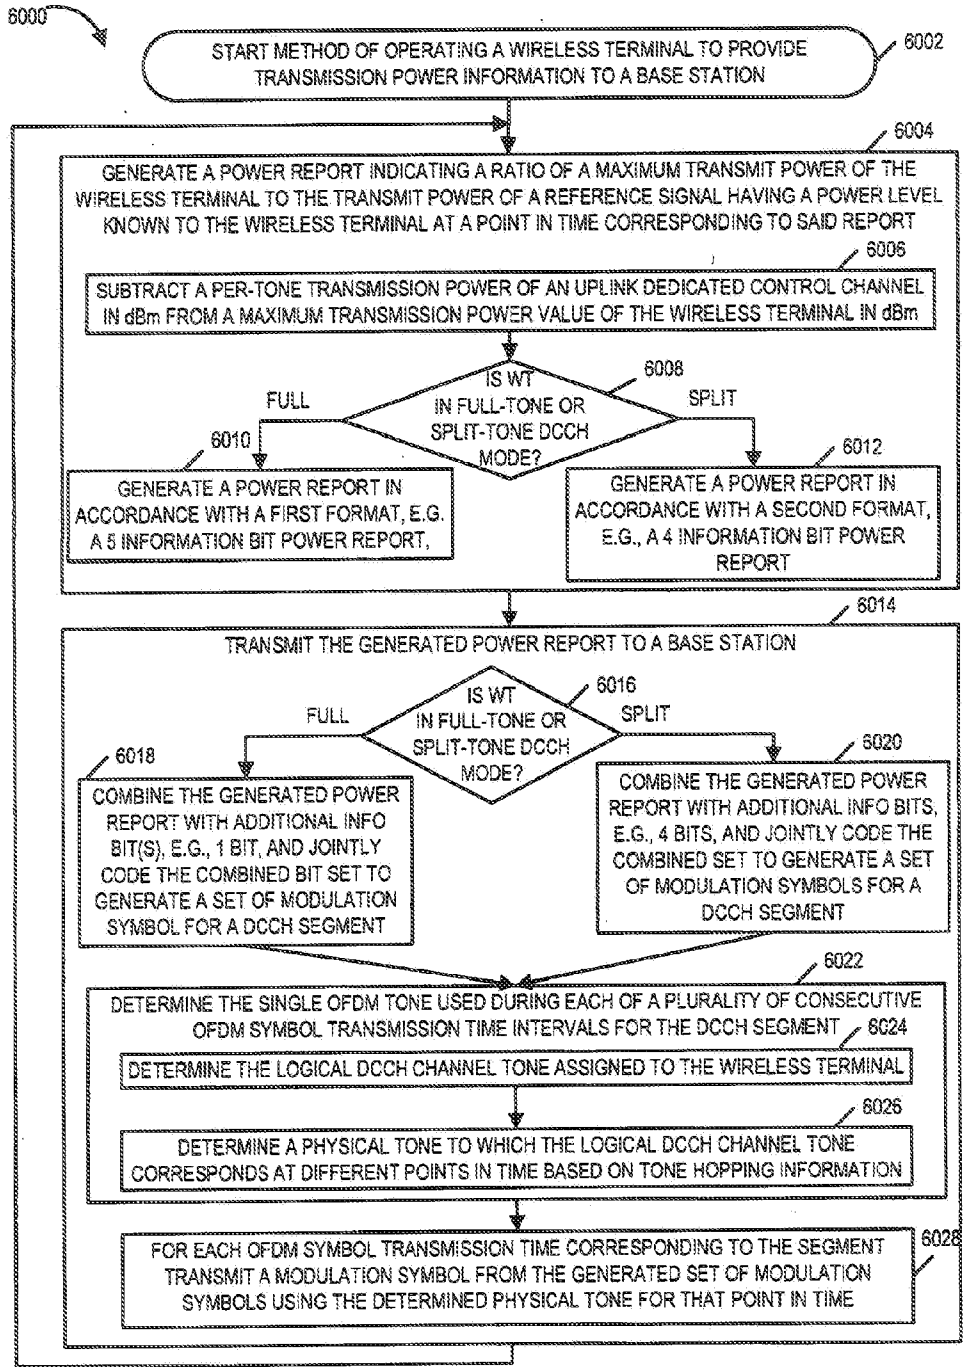 6000
START METHOD OF OPERATING A WIRELESS TERMINAL TO PROVIDE
TRANSMISSION POWER INFORMATION TO A BASE STATION
6002
6004
GENERATE A POWER REPORT INDICATING A RATIO OF A MAXIMUM TRANSMIT POWER OF THE
WIRELESS TERMINAL TO THE TRANSMIT POWER OF A REFERENCE SIGNAL HAVING A POWER LEVEL
KNOWN TO THE WIRELESS TERMINAL AT A POINT IN TIME CORRESPONDING TO SAID REPORT
6006
SUBTRACT A PER-TONE TRANSMISSION POWER OF AN UPLINK DEDICATED CONTROL CHANNEL
IN dBm FROM A MAXIMUM TRANSMISSION POWER VALUE OF THE WIRELESS TERMINAL IN dBm
6008
IS WT
IN FULL-TONE OR
SPLIT-TONE DCCH
MODE?
FULL
SPLIT
6010
GENERATE A POWER REPORT IN
ACCORDANCE WITH A FIRST FORMAT, E.G.
A 5 INFORMATION BIT POWER REPORT,
6012
GENERATE A POWER REPORT IN
ACCORDANCE WITH A SECOND FORMAT,
E.G., A 4 INFORMATION BIT POWER
REPORT
6014
TRANSMIT THE GENERATED POWER REPORT TO A BASE STATION
6016
IS WT
IN FULL-TONE OR
SPLIT-TONE DCCH
MODE?
FULL
SPLIT
6018
COMBINE THE GENERATED POWER
REPORT WITH ADDITIONAL INFO
BIT(S), E.G., 1 BIT, AND JOINTLY
CODE THE COMBINED BIT SET TO
GENERATE A SET OF MODULATION
SYMBOL FOR A DCCH SEGMENT
6020
COMBINE THE GENERATED POWER
REPORT WITH ADDITIONAL INFO BITS,
E.G., 4 BITS, AND JOINTLY CODE THE
COMBINED SET TO GENERATE A SET
OF MODULATION SYMBOLS FOR A
DCCH SEGMENT
6022
DETERMINE THE SINGLE OFDM TONE USED DURING EACH OF A PLURALITY OF CONSECUTIVE
OFDM SYMBOL TRANSMISSION TIME INTERVALS FOR THE DCCH SEGMENT
6024
DETERMINE THE LOGICAL DCCH CHANNEL TONE ASSIGNED TO THE WIRELESS TERMINAL
6026
DETERMINE A PHYSICAL TONE TO WHICH THE LOGICAL DCCH CHANNEL TONE
CORRESPONDS AT DIFFERENT POINTS IN TIME BASED ON TONE HOPPING INFORMATION
6028
FOR EACH OFDM SYMBOL TRANSMISSION TIME CORRESPONDING TO THE SEGMENT
TRANSMIT A MODULATION SYMBOL FROM THE GENERATED SET OF MODULATION
SYMBOLS USING THE DETERMINED PHYSICAL TONE FOR THAT POINT IN TIME